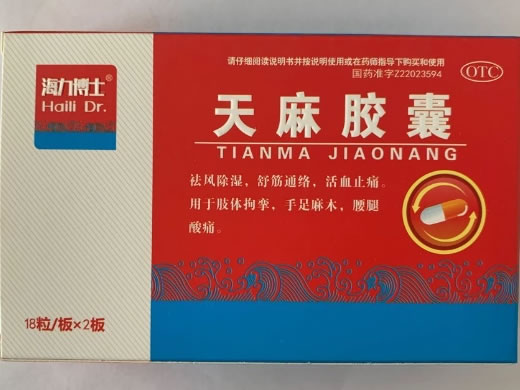 请仔细阅读说明书并按说明使用或在药师指导下购买和使用
国药准字Z22023594
OTC
海力博士®
Haili Dr.
天麻胶囊
TIANMA JIAONANG
祛风除湿，舒筋通络，活血止痛。
用于肢体拘挛，手足麻木，腰腿
酸痛。
18粒/板×2板